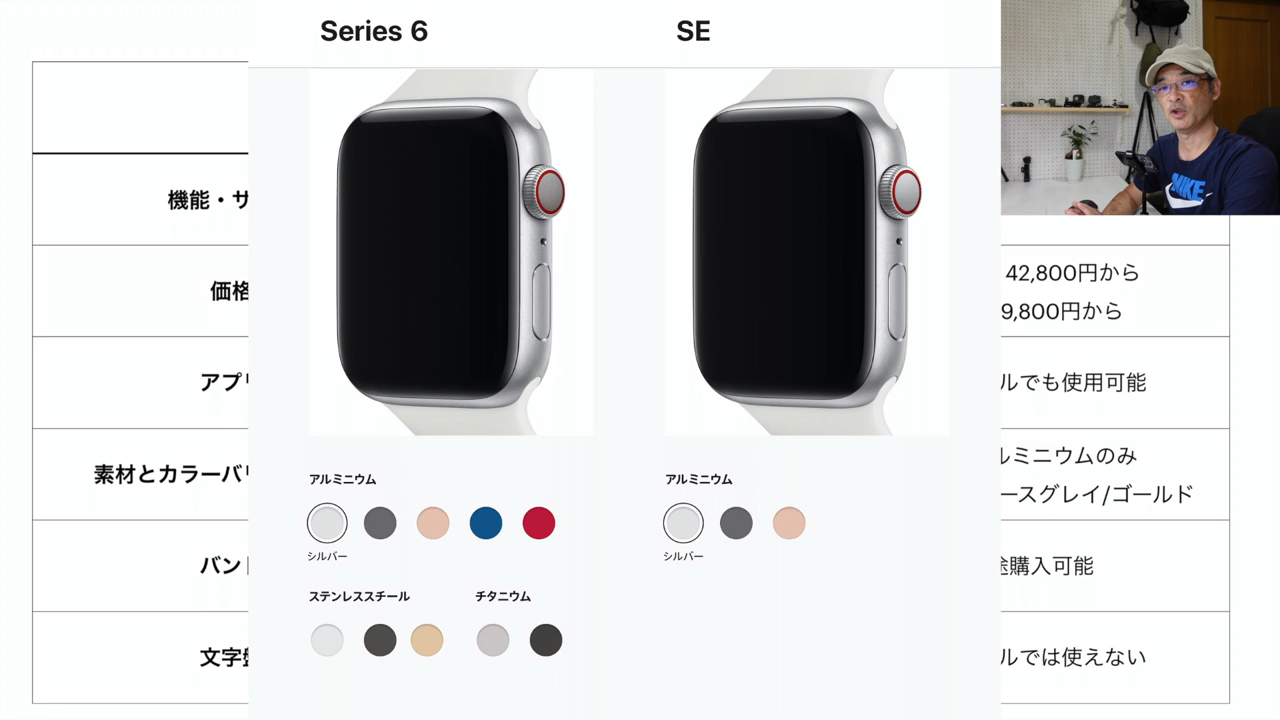 Series 6
SE
機能・サ
価格
42,800円から
9,800円から
アプ
ルでも使用可能
素材とカラーバリ
ルミニウムのみ
ースグレイ/ゴールド
バン
購入可能
文字
ルでは使えない
アルミニウム
シルバー
ステンレススチール
チタニウム
アルミニウム
シルバー
NIKE